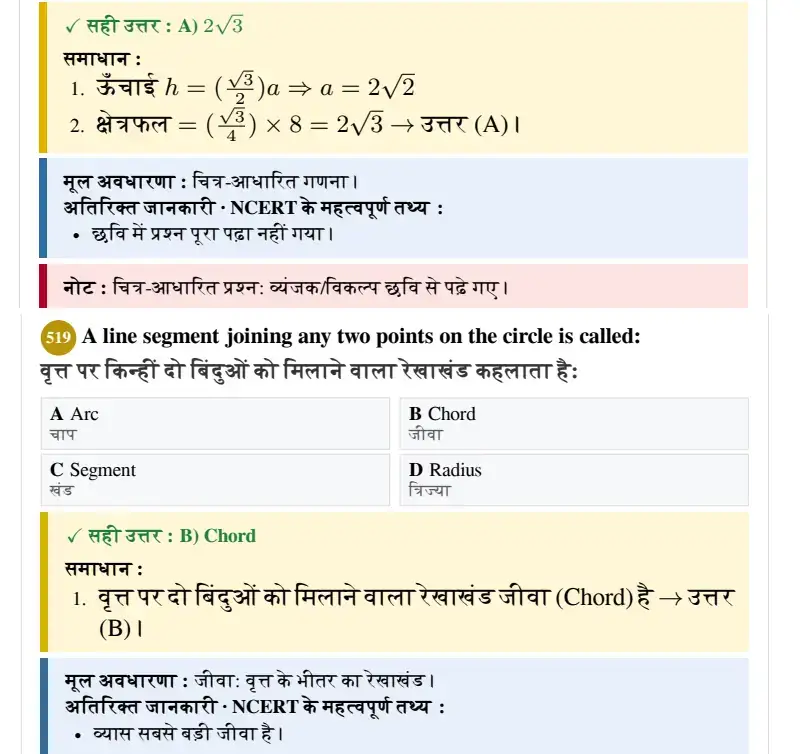 ✓ सही उत्तर : A) 2√3
समाधान :
1. ऊँचाई h = (√3/2)a ⇒ a = 2√2
2. क्षेत्रफल = (√3/4) × 8 = 2√3 → उत्तर (A)।
मूल अवधारणा : चित्र-आधारित गणना।
अतिरिक्त जानकारी · NCERT के महत्वपूर्ण तथ्य :
• छवि में प्रश्न पूरा पढ़ा नहीं गया।
नोट : चित्र-आधारित प्रश्न: व्यंजक/विकल्प छवि से पढ़े गए।
519 A line segment joining any two points on the circle is called:
वृत्त पर किन्हीं दो बिंदुओं को मिलाने वाला रेखाखंड कहलाता है:
A Arc
चाप
B Chord
जीवा
C Segment
खंड
D Radius
त्रिज्या
✓ सही उत्तर : B) Chord
समाधान :
1. वृत्त पर दो बिंदुओं को मिलाने वाला रेखाखंड जीवा (Chord) है → उत्तर
(B)।
मूल अवधारणा : जीवा: वृत्त के भीतर का रेखाखंड।
अतिरिक्त जानकारी · NCERT के महत्वपूर्ण तथ्य :
• व्यास सबसे बड़ी जीवा है।